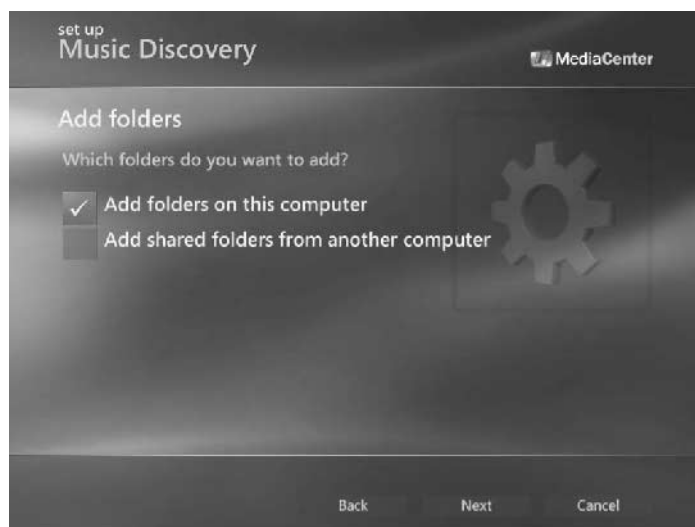 set up
Music Discovery
MediaCenter
Add folders
Which folders do you want to add?
Add folders on this computer
Add shared folders from another computer
Back Next Cancel